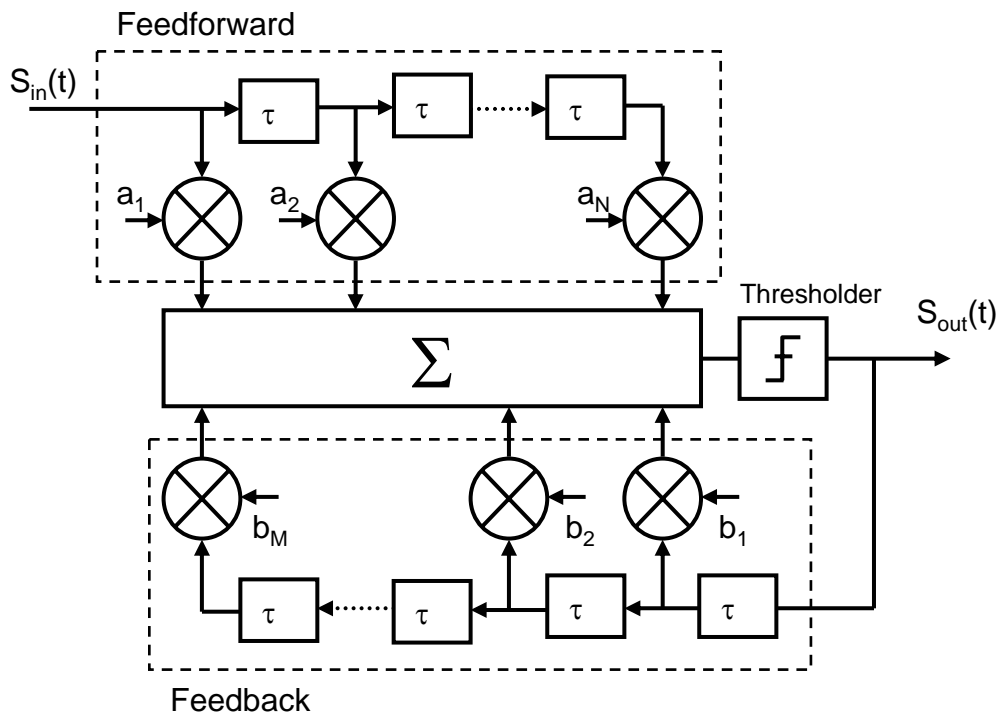 Feedforward
S_in(t)
τ τ τ
a_1 a_2 a_N
Thresholder
S_out(t)
Σ
b_M b_2 b_1
τ τ τ τ
Feedback